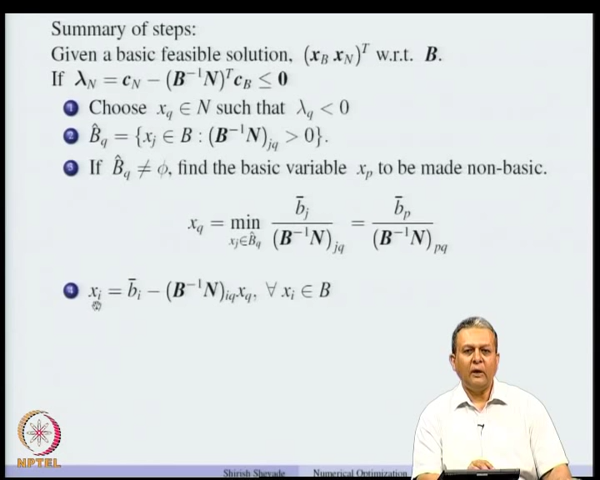 Summary of steps:
Given a basic feasible solution, (x_B x_N)^T w.r.t. B.
If λ_N = c_N − (B^{−1}N)^T c_B ≤ 0
1 Choose x_q ∈ N such that λ_q < 0
2 B̂_q = {x_j ∈ B : (B^{−1}N)_{jq} > 0}.
3 If B̂_q ≠ ϕ, find the basic variable x_p to be made non-basic.
x_q = min_{x_j∈B̂_q} b̄_j / (B^{−1}N)_{jq} = b̄_p / (B^{−1}N)_{pq}
4 x_i = b̄_i − (B^{−1}N)_{iq} x_q, ∀ x_i ∈ B
NPTEL
Shirish Shevade Numerical Optimization